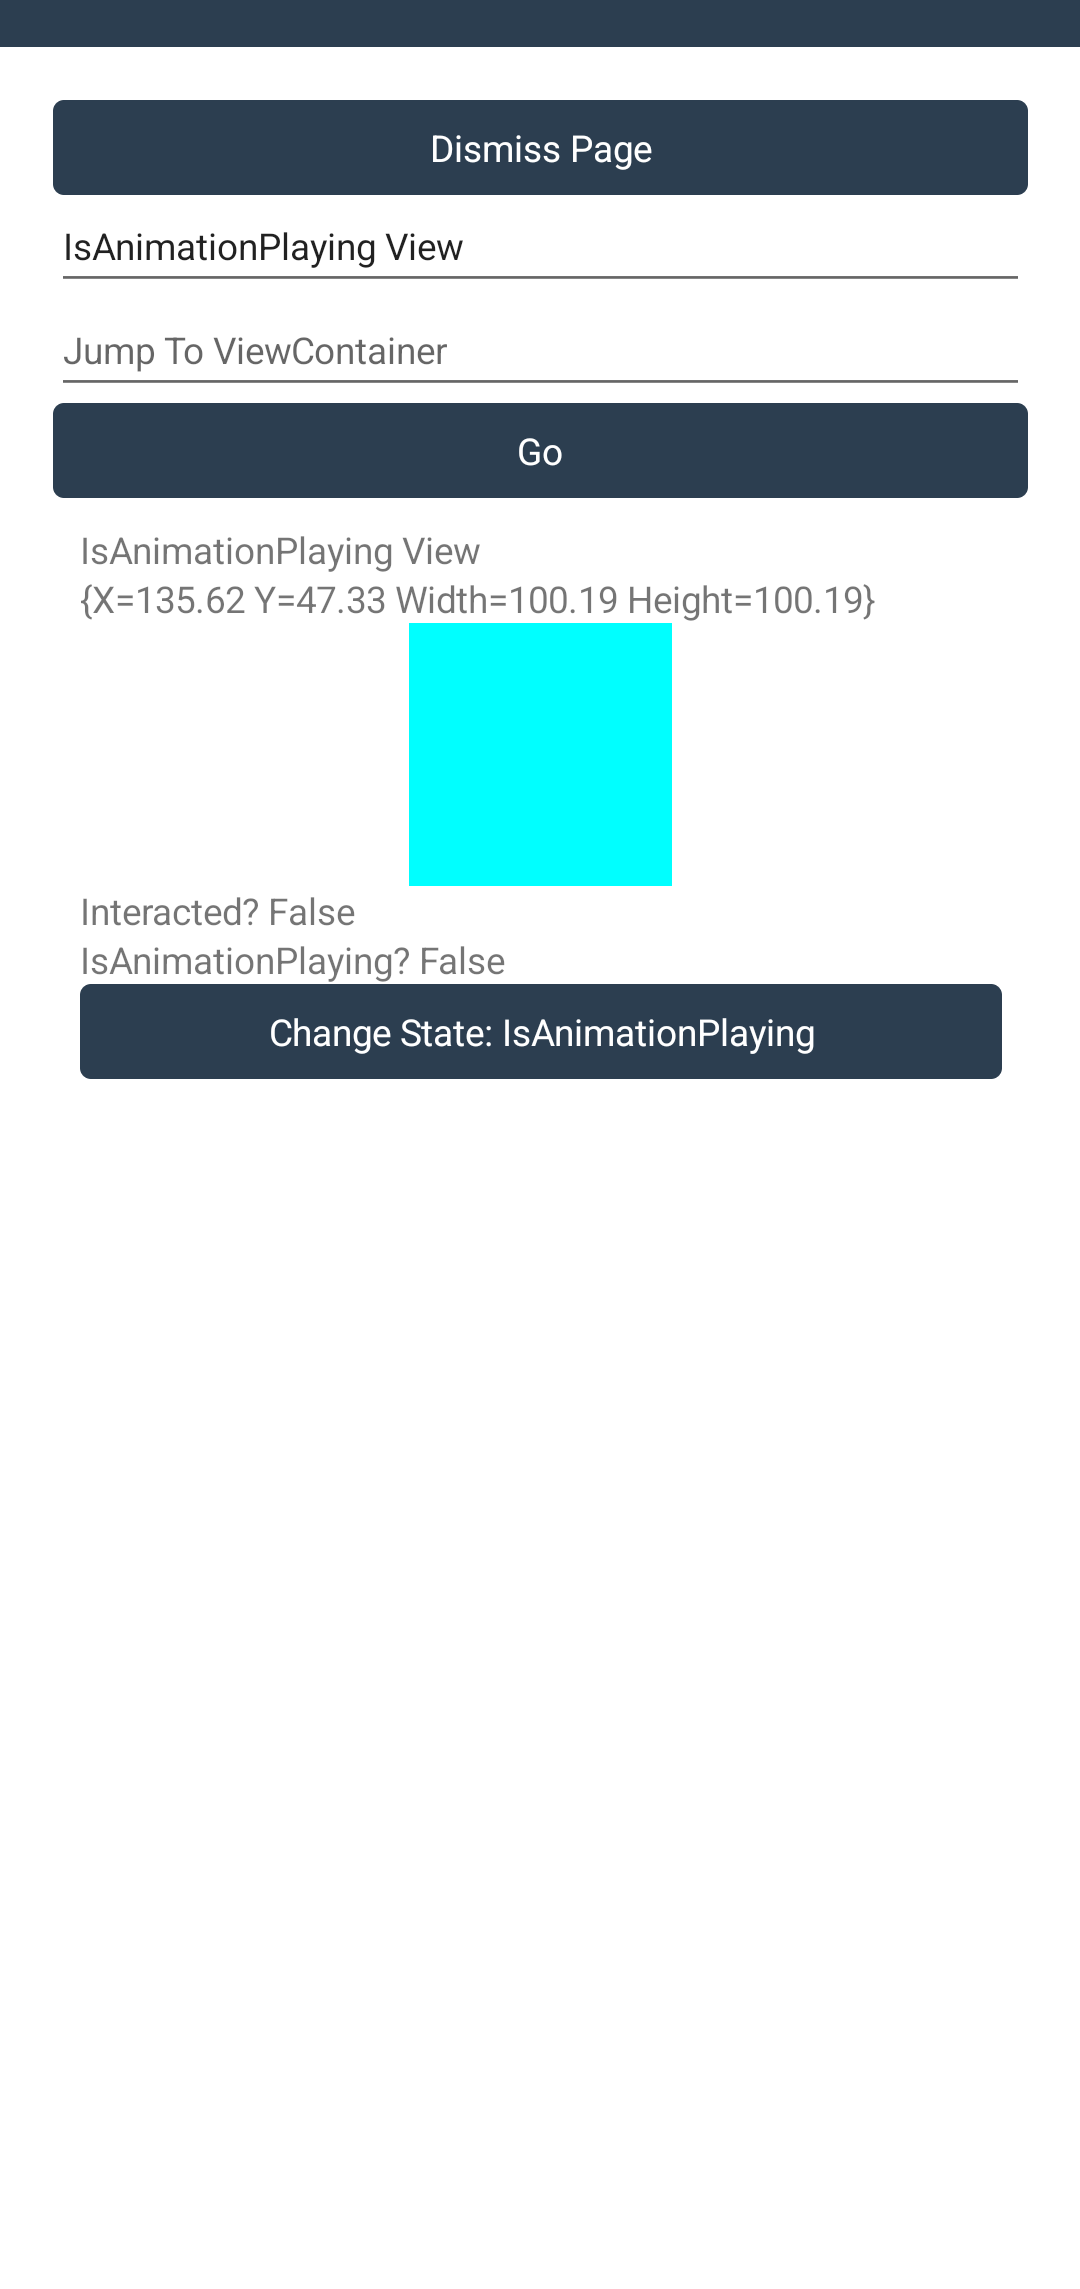 Dismiss Page
IsAnimationPlaying View
Jump To ViewContainer
Go
IsAnimationPlaying View
{X=135.62 Y=47.33 Width=100.19 Height=100.19}
Interacted? False
IsAnimationPlaying? False
Change State: IsAnimationPlaying